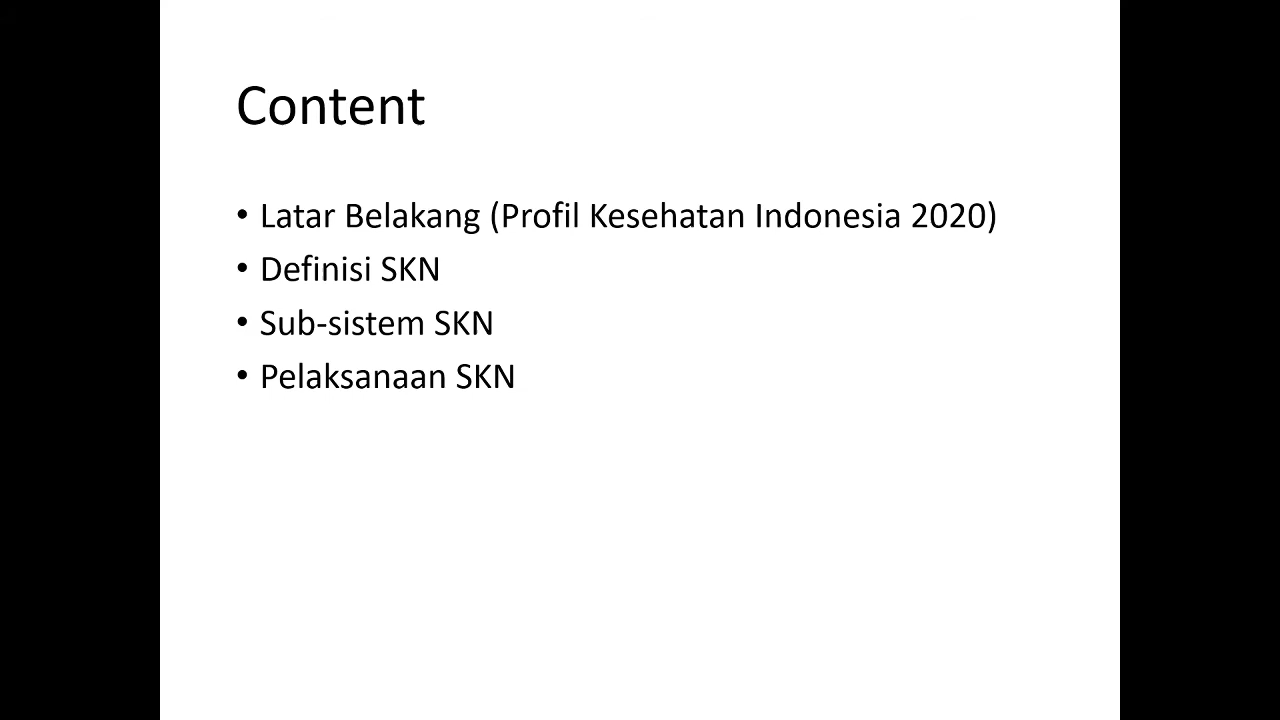 Content
• Latar Belakang (Profil Kesehatan Indonesia 2020)
• Definisi SKN
• Sub-sistem SKN
• Pelaksanaan SKN